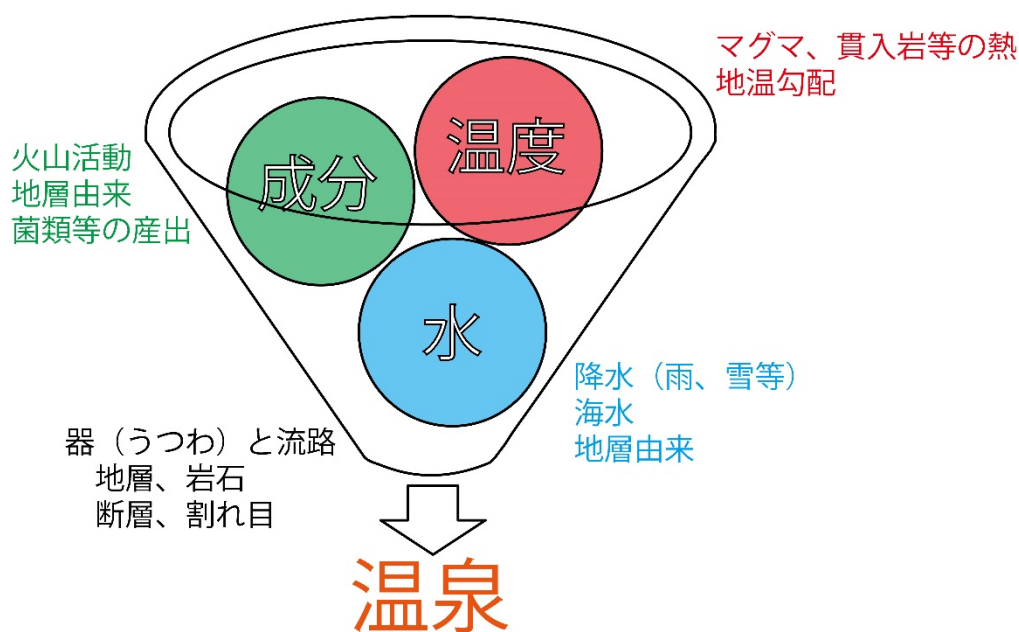 マグマ、貫入岩等の熱
地温勾配
温度
成分
火山活動
地層由来
菌類等の産出
水
降水（雨、雪等）
海水
地層由来
器（うつわ）と流路
地層、岩石
断層、割れ目
温泉